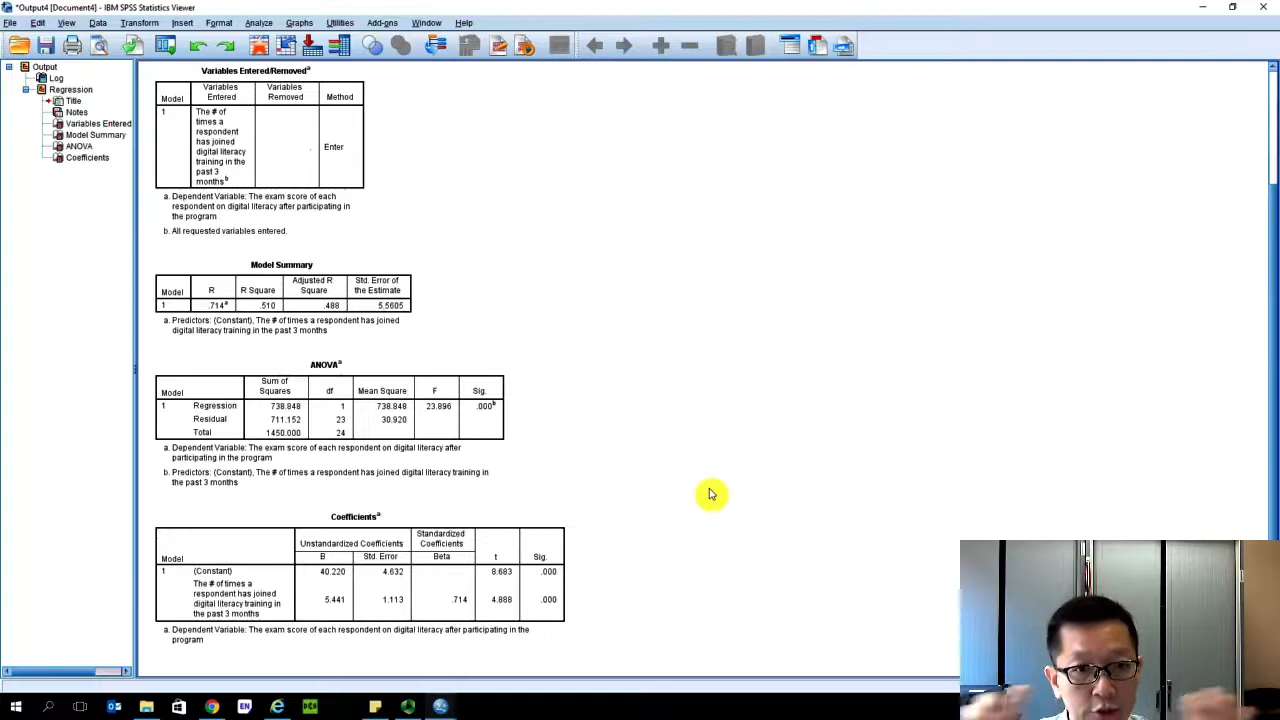 *Output4 [Document4] - IBM SPSS Statistics Viewer
File Edit View Data Transform Insert Format Analyze Graphs Utilities Add-ons Window Help
Output
Log
Regression
Title
Notes
Variables Entered
Model Summary
ANOVA
Coefficients
Variables Entered/Removedᵃ
Model Variables Entered Variables Removed Method
1 The # of times a respondent has joined digital literacy training in the past 3 monthsᵇ . Enter
a. Dependent Variable: The exam score of each
respondent on digital literacy after participating in
the program
b. All requested variables entered.
Model Summary
Model R R Square Adjusted R Square Std. Error of the Estimate
1 .714ᵃ .510 .488 5.5605
a. Predictors: (Constant), The # of times a respondent has joined
digital literacy training in the past 3 months
ANOVAᵃ
Model Sum of Squares df Mean Square F Sig.
1 Regression 738.848 1 738.848 23.896 .000ᵇ
Residual 711.152 23 30.920
Total 1450.000 24
a. Dependent Variable: The exam score of each respondent on digital literacy after
participating in the program
b. Predictors: (Constant), The # of times a respondent has joined digital literacy training in
the past 3 months
Coefficientsᵃ
Model Unstandardized Coefficients Standardized Coefficients t Sig.
B Std. Error Beta
1 (Constant) 40.220 4.632 8.683 .000
The # of times a respondent has joined digital literacy training in the past 3 months 5.441 1.113 .714 4.888 .000
a. Dependent Variable: The exam score of each respondent on digital literacy after participating in the
program
EN